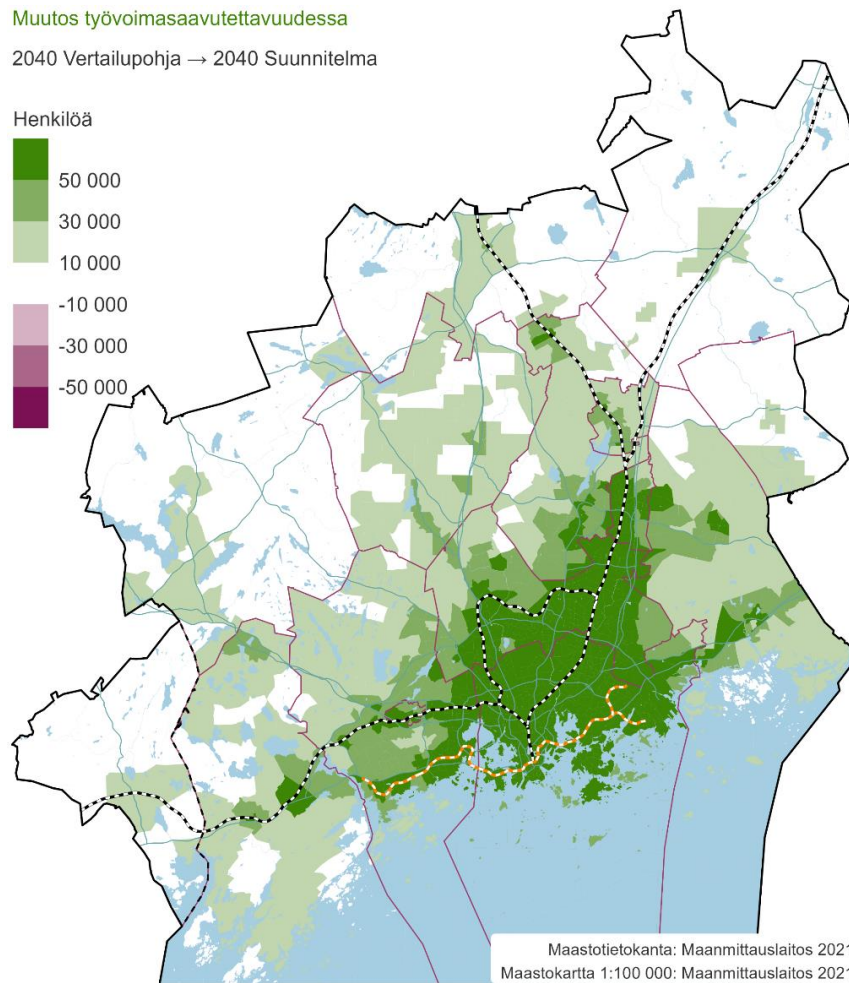 Muutos työvoimasaavutettavuudessa
2040 Vertailupohja → 2040 Suunnitelma
Henkilöä
50 000
30 000
10 000
-10 000
-30 000
-50 000
Maastotietokanta: Maanmittauslaitos 2021
Maastokartta 1:100 000: Maanmittauslaitos 2021